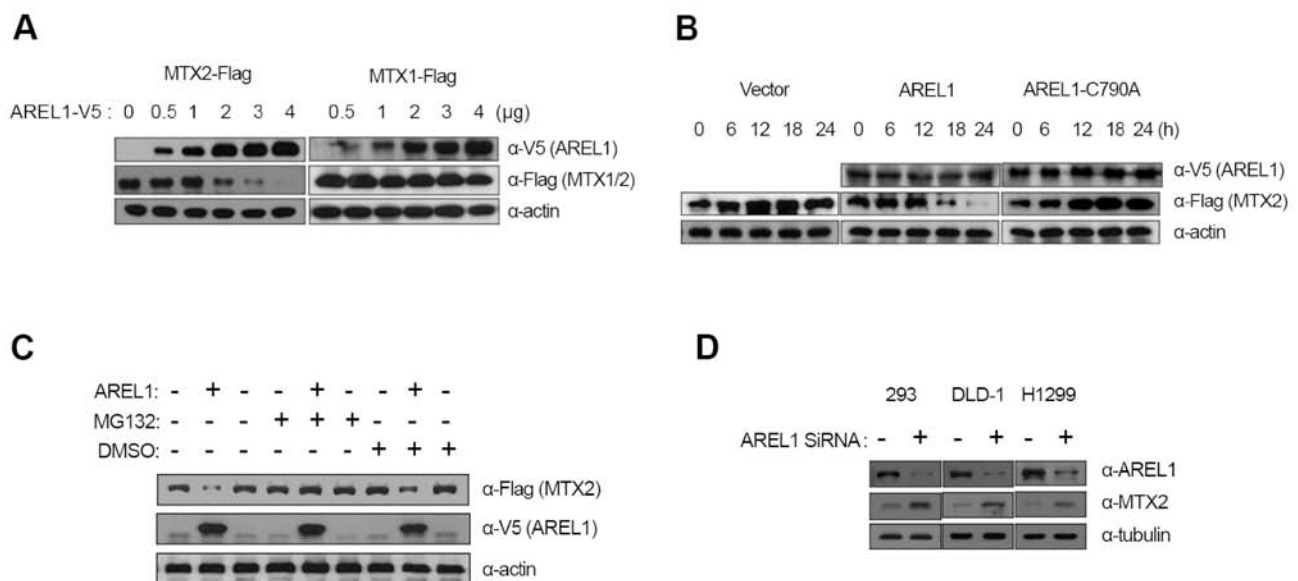 A
MTX2-Flag MTX1-Flag
AREL1-V5 : 0 0.5 1 2 3 4 0.5 1 2 3 4 (μg)
α-V5 (AREL1)
α-Flag (MTX1/2)
α-actin
B
Vector AREL1 AREL1-C790A
0 6 12 18 24 0 6 12 18 24 0 6 12 18 24 (h)
α-V5 (AREL1)
α-Flag (MTX2)
α-actin
C
AREL1: - + - - + - - + -
MG132: - - - + + + - - -
DMSO: - - - - - - + + +
α-Flag (MTX2)
α-V5 (AREL1)
α-actin
D
293 DLD-1 H1299
AREL1 SiRNA : - + - + - +
α-AREL1
α-MTX2
α-tubulin